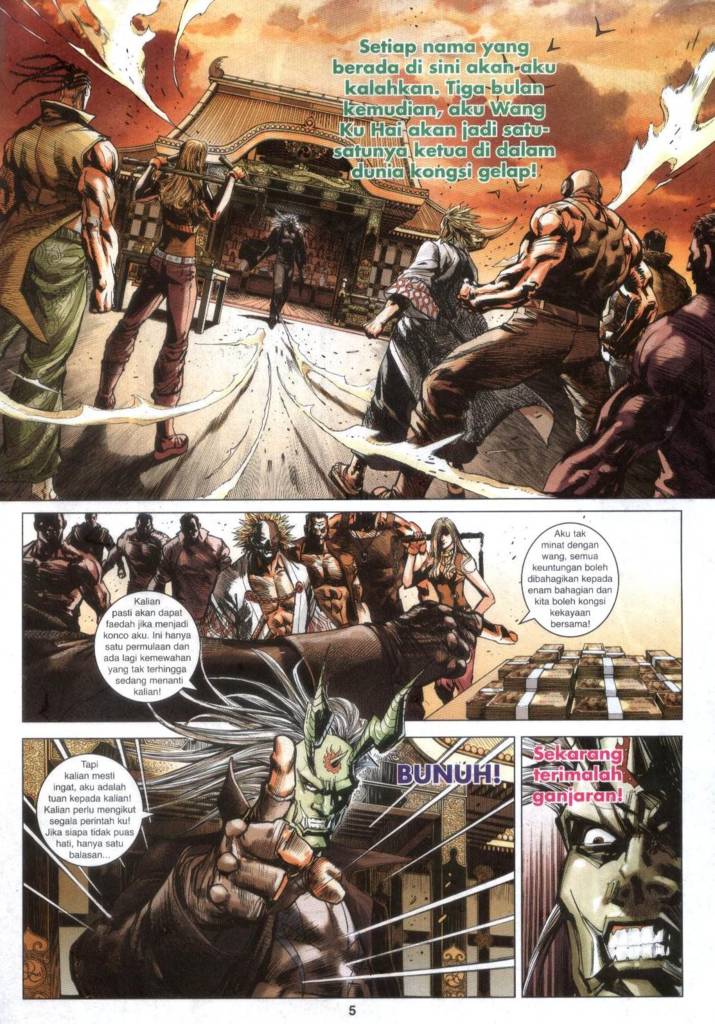 Setiap nama yang
berada di sini akan aku
kalahkan. Tiga bulan
kemudian, aku Wang
Ku Hai akan jadi satu-
satunya ketua di dalam
dunia kongsi gelap!
Aku tak
minat dengan
wang, semua
keuntungan boleh
dibahagikan kepada
enam bahagian dan
kita boleh kongsi
kekayaan
bersama!
Kalian
pasti akan dapat
faedah jika menjadi
konco aku. Ini hanya
satu permulaan dan
ada lagi kemewahan
yang tak terhingga
sedang menanti
kalian!
Tapi
kalian mesti
ingat, aku adalah
tuan kepada kalian!
Kalian perlu mengikut
segala perintah ku!
Jika siapa tidak puas
hati, hanya satu
balasan...
BUNUH!
Sekarang
terimalah
ganjaran!
5